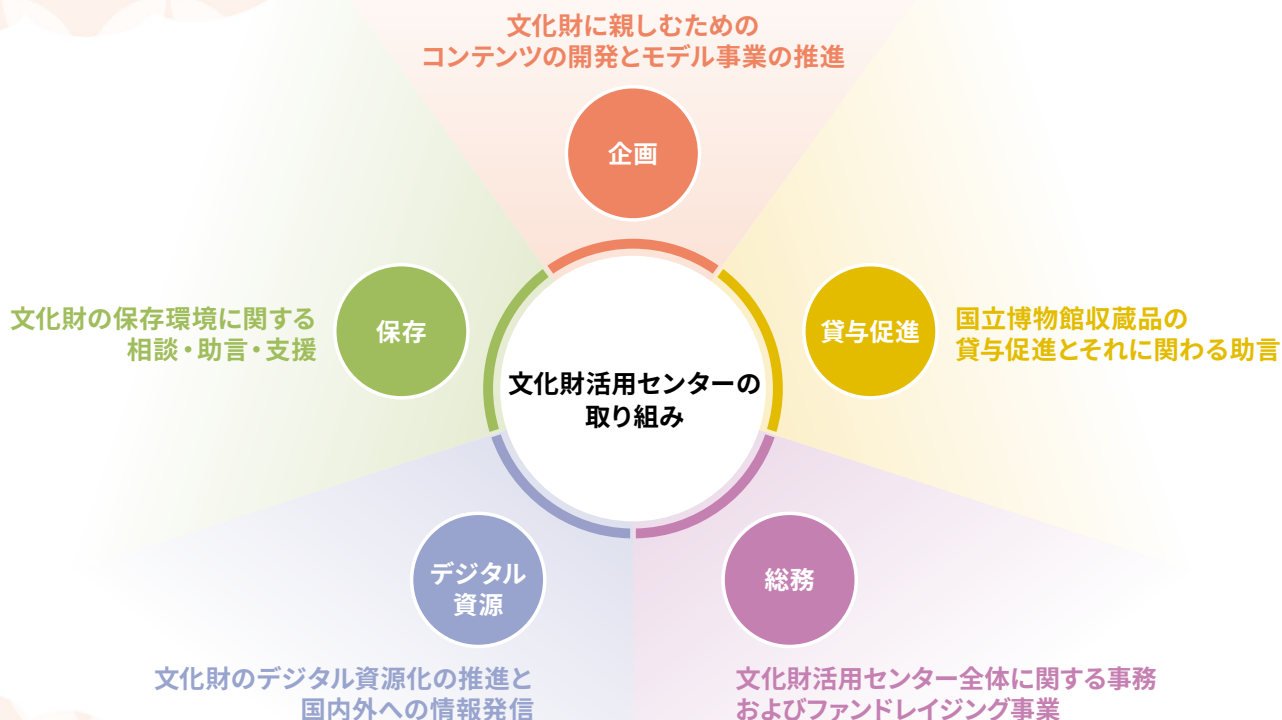 文化財に親しむための
コンテンツの開発とモデル事業の推進
企画
文化財の保存環境に関する
相談・助言・支援
保存
貸与促進
国立博物館収蔵品の
貸与促進とそれに関わる助言
文化財活用センターの
取り組み
デジタル
資源
総務
文化財のデジタル資源化の推進と
国内外への情報発信
文化財活用センター全体に関する事務
およびファンドレイジング事業